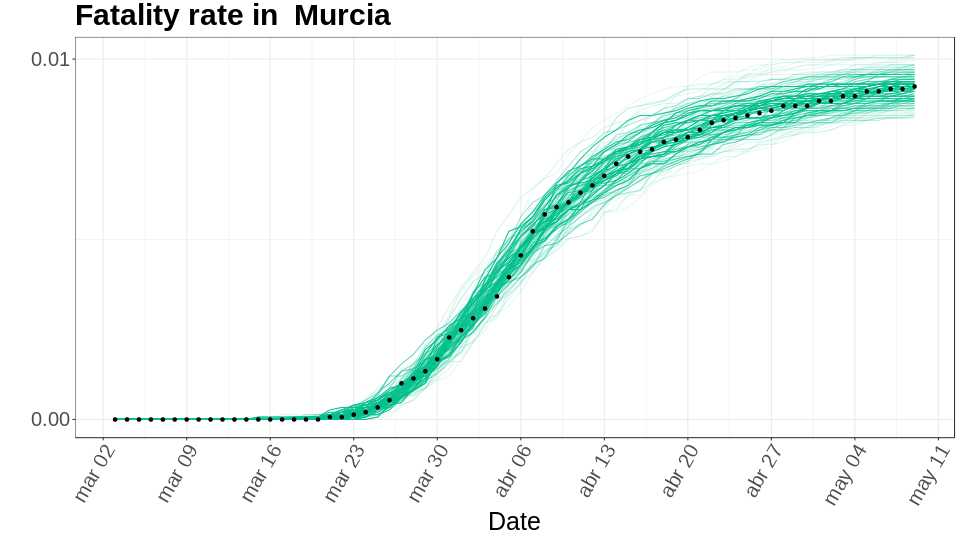 Fatality rate in  Murcia
0.01
0.00
mar 02
mar 09
mar 16
mar 23
mar 30
abr 06
abr 13
abr 20
abr 27
may 04
may 11
Date